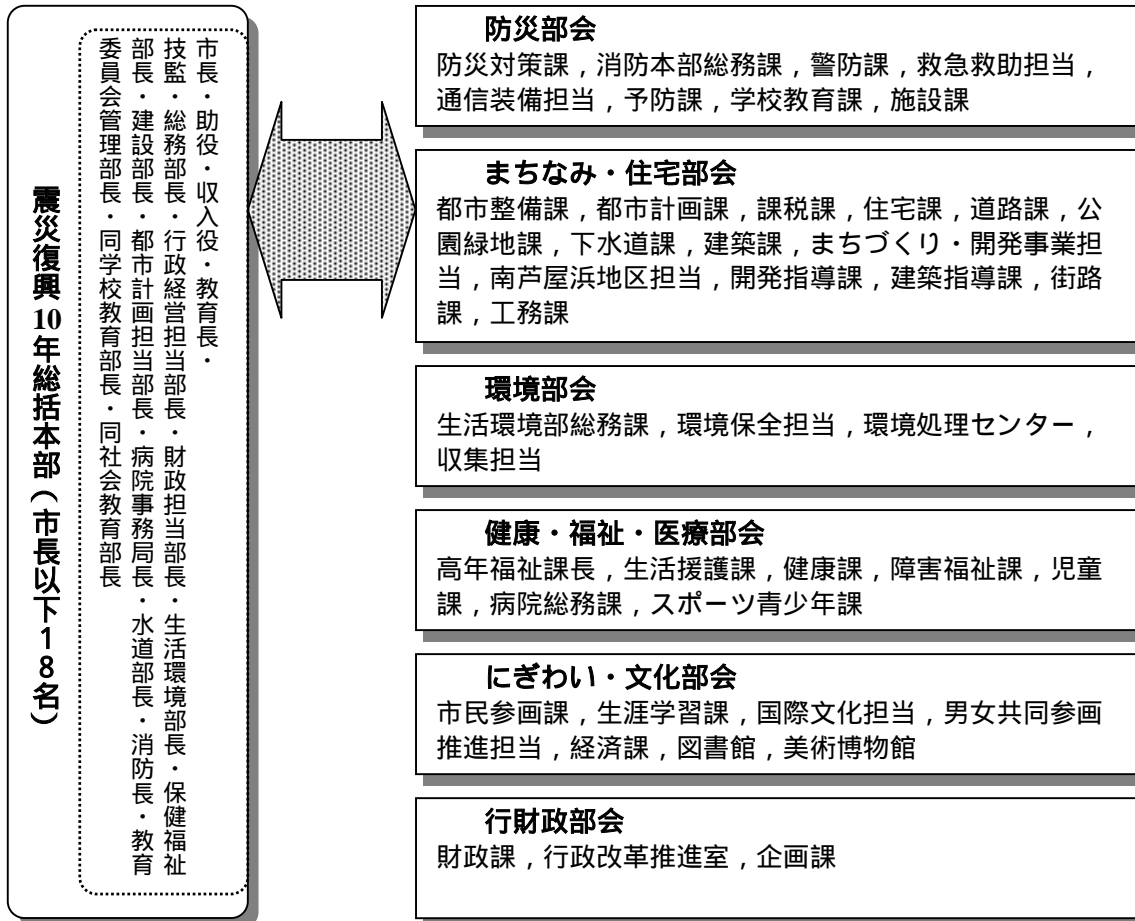 震災復興10年総括本部（市長以下18名）
市長・助役・収入役・教育長・
技監・総務部長・行政経営担当部長・財政担当部長・生活環境部長・保健福祉
部長・建設部長・都市計画担当部長・病院事務局長・水道部長・消防長・教育
委員会管理部長・同学校教育部長・同社会教育部長
防災部会
防災対策課，消防本部総務課，警防課，救急救助担当，
通信装備担当，予防課，学校教育課，施設課
まちなみ・住宅部会
都市整備課，都市計画課，課税課，住宅課，道路課，公
園緑地課，下水道課，建築課，まちづくり・開発事業担
当，南芦屋浜地区担当，開発指導課，建築指導課，街路
課，工務課
環境部会
生活環境部総務課，環境保全担当，環境処理センター，
収集担当
健康・福祉・医療部会
高年福祉課長，生活援護課，健康課，障害福祉課，児童
課，病院総務課，スポーツ青少年課
にぎわい・文化部会
市民参画課，生涯学習課，国際文化担当，男女共同参画
推進担当，経済課，図書館，美術博物館
行財政部会
財政課，行政改革推進室，企画課